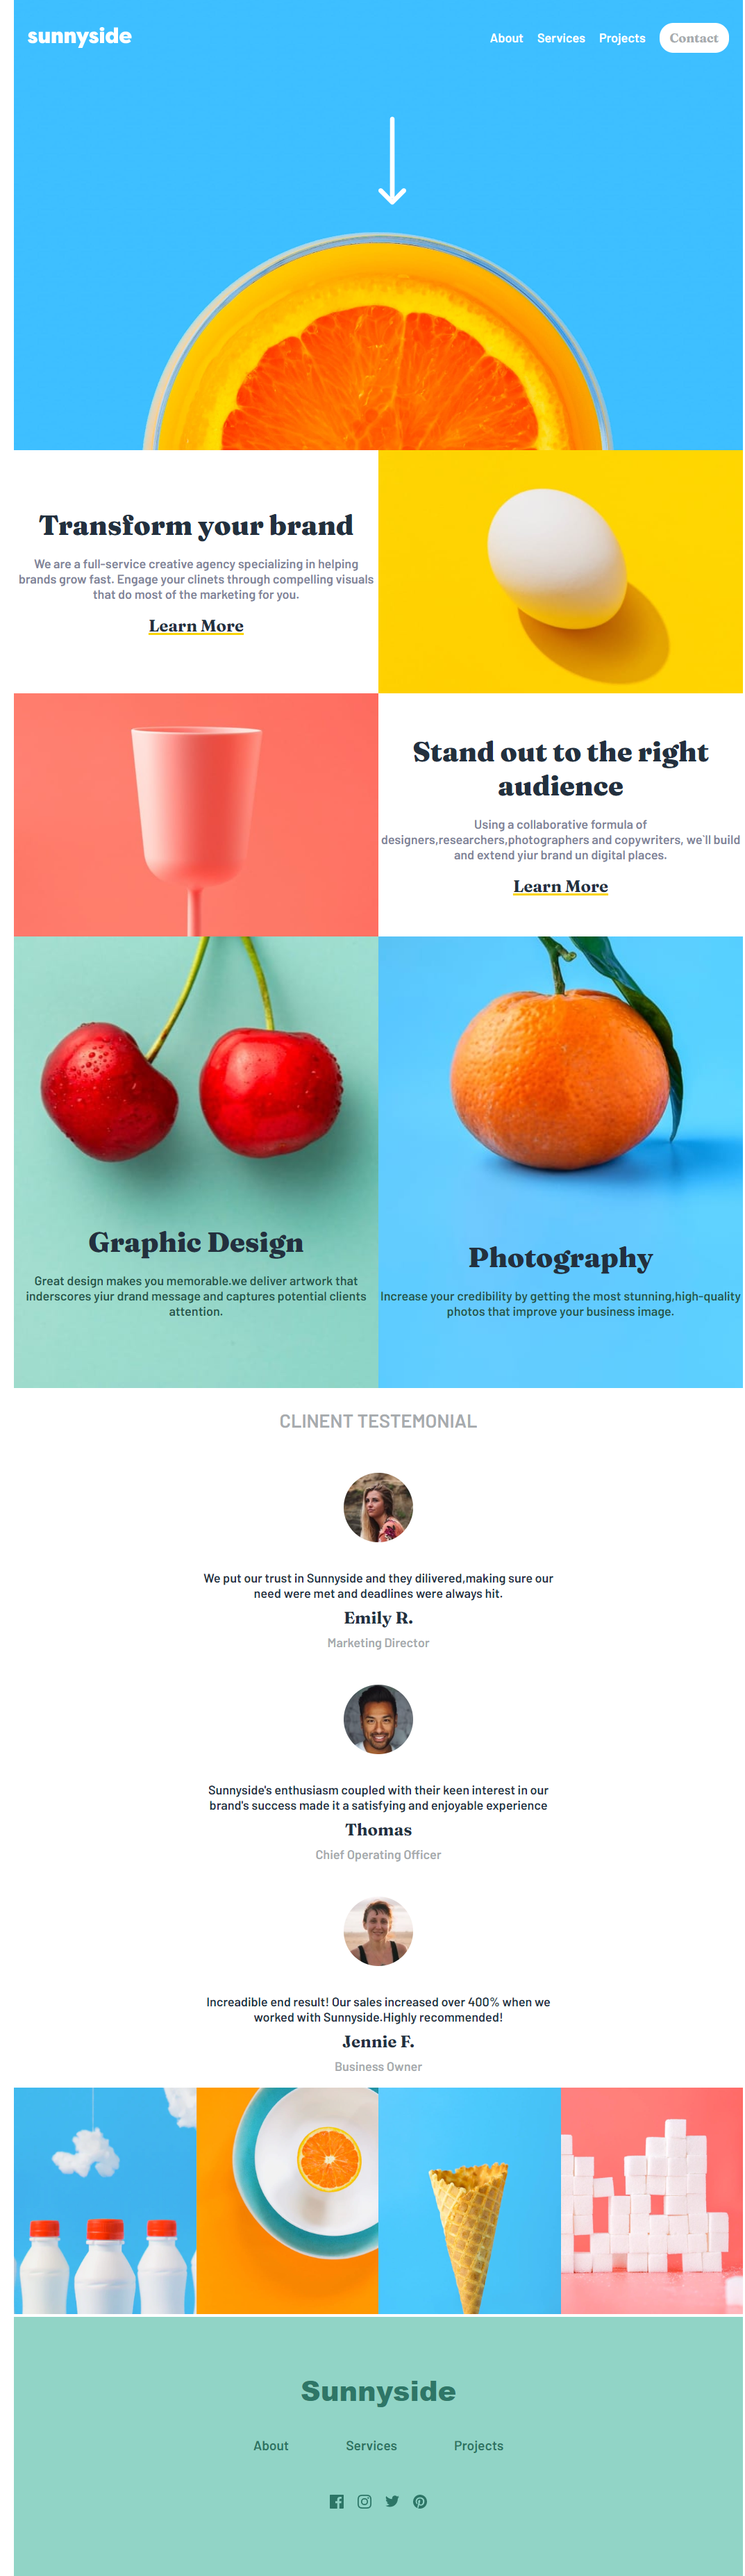 sunnyside
About Services Projects Contact
Transform your brand
We are a full-service creative agency specializing in helping
brands grow fast. Engage your clinets through compelling visuals
that do most of the marketing for you.
Learn More
Stand out to the right
audience
Using a collaborative formula of
designers,researchers,photographers and copywriters, we`ll build
and extend yiur brand un digital places.
Learn More
Graphic Design
Great design makes you memorable.we deliver artwork that
inderscores yiur drand message and captures potential clients
attention.
Photography
Increase your credibility by getting the most stunning,high-quality
photos that improve your business image.
CLINENT TESTEMONIAL
We put our trust in Sunnyside and they dilivered,making sure our
need were met and deadlines were always hit.
Emily R.
Marketing Director
Sunnyside's enthusiasm coupled with their keen interest in our
brand's success made it a satisfying and enjoyable experience
Thomas
Chief Operating Officer
Increadible end result! Our sales increased over 400% when we
worked with Sunnyside.Highly recommended!
Jennie F.
Business Owner
Sunnyside
About Services Projects